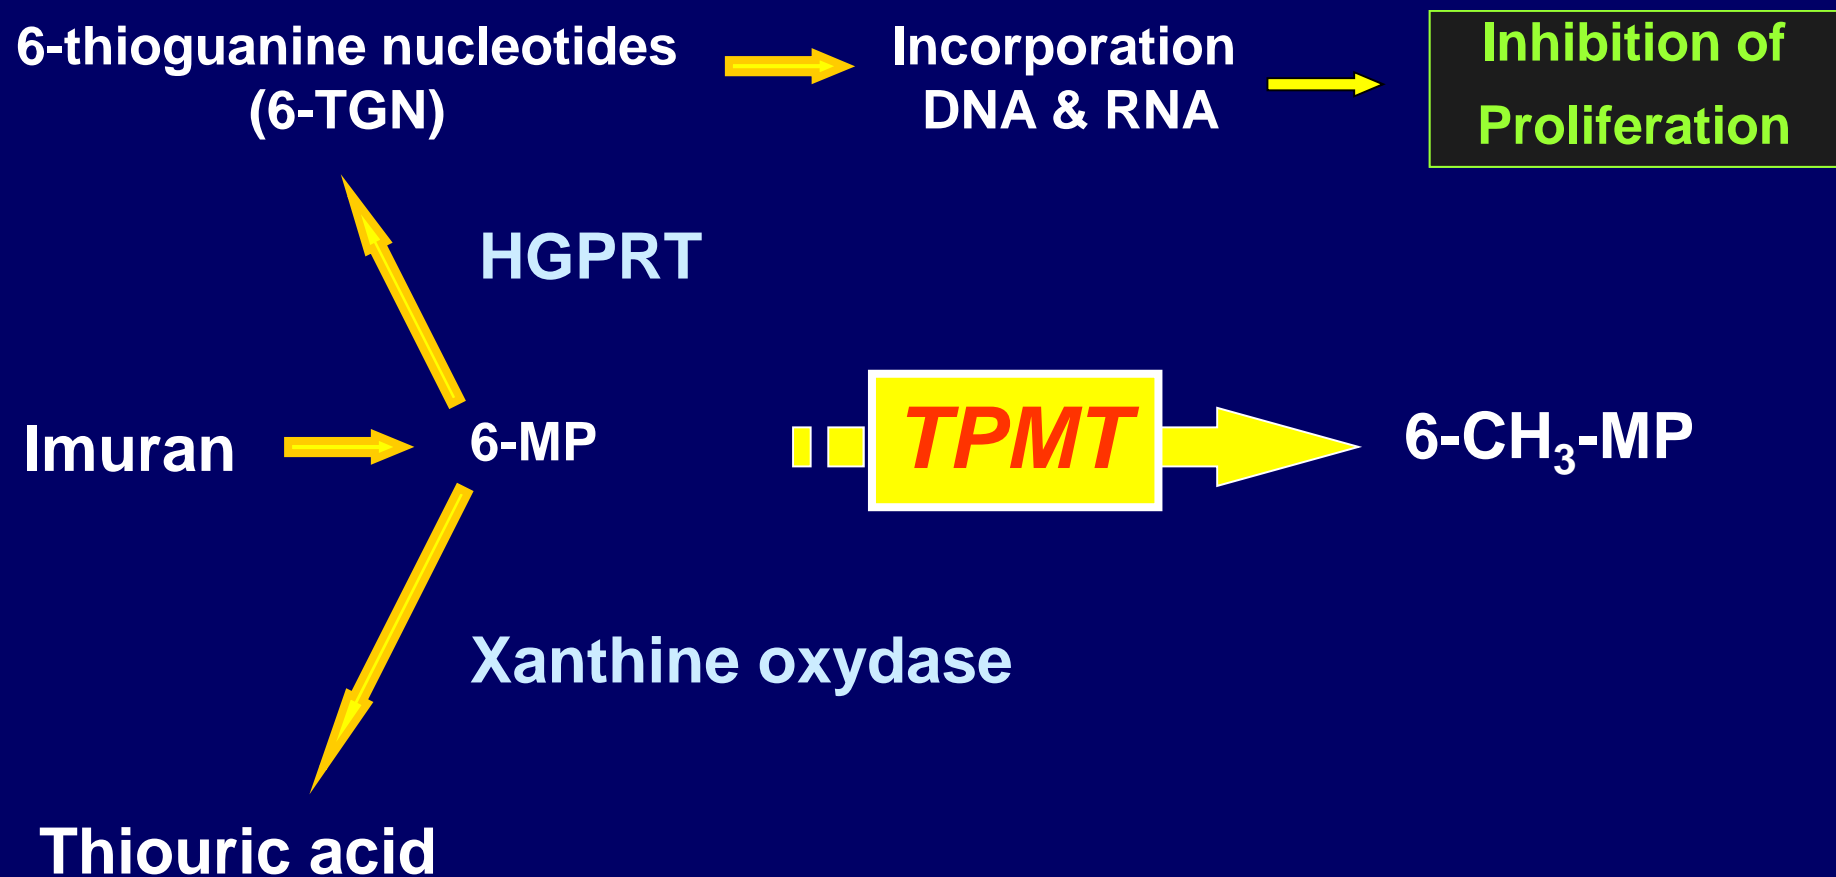 6-thioguanine nucleotides
(6-TGN)
Incorporation
DNA & RNA
Inhibition of
Proliferation
HGPRT
Imuran
6-MP
TPMT
6-CH₃-MP
Xanthine oxydase
Thiouric acid